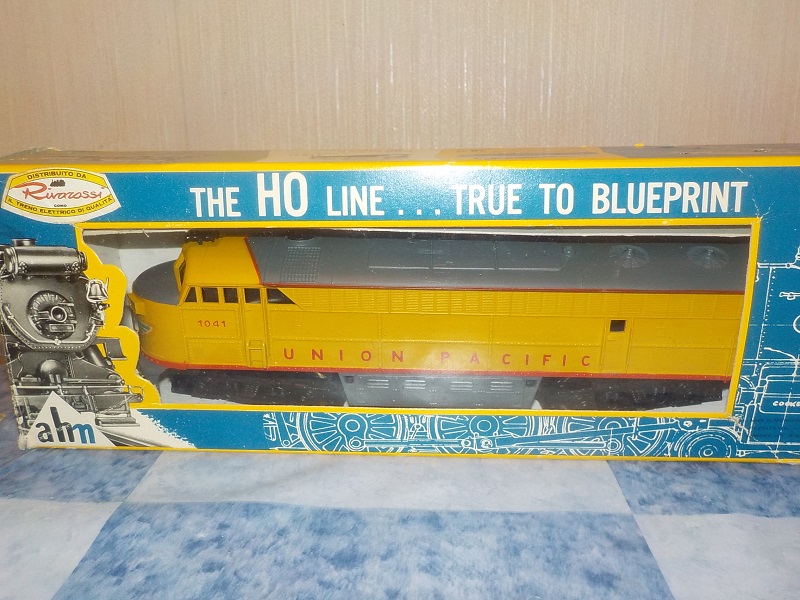 DISTRIBUITO DA
Rivarossi
COMO
IL TRENO ELETTRICO DI QUALITÀ
THE HO LINE...TRUE TO BLUEPRINT
1041
UNION PACIFIC
ahm